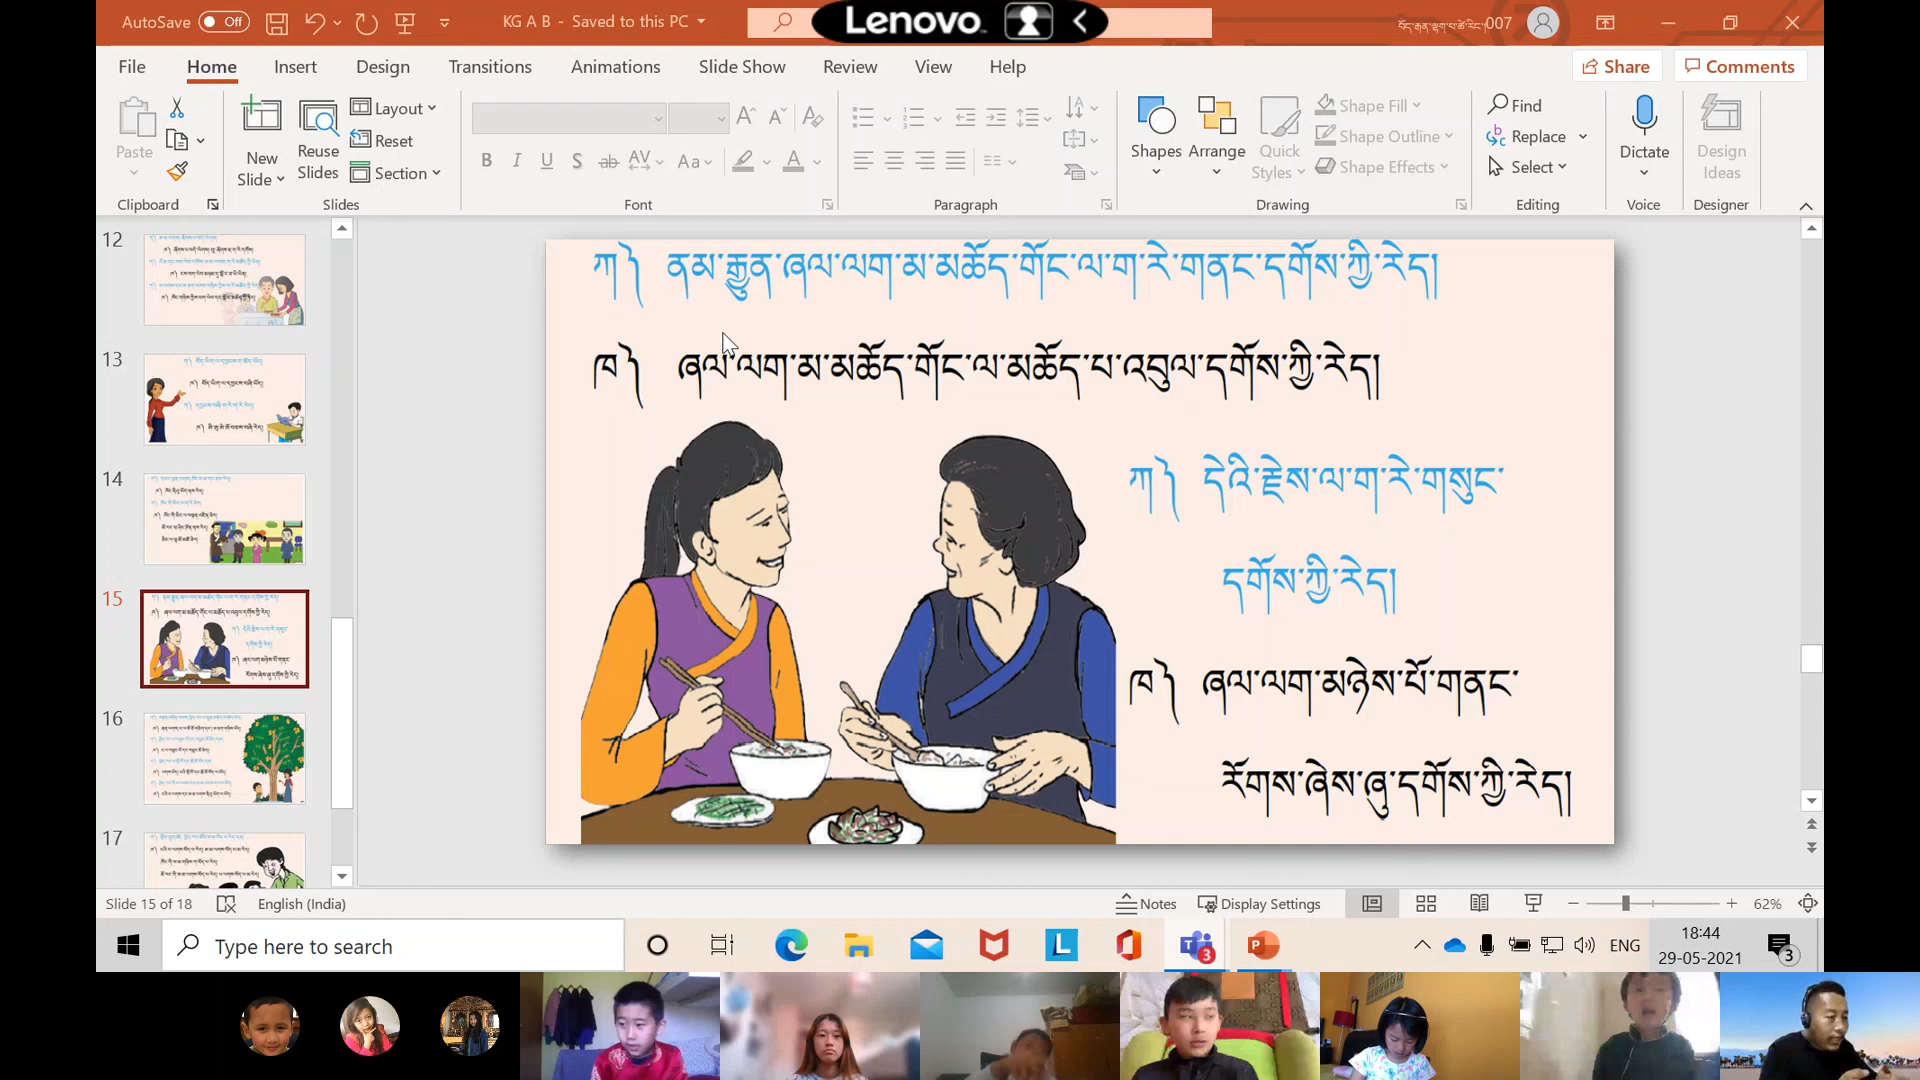 AutoSave Off KG A B - Saved to this PC Lenovo 007
File Home Insert Design Transitions Animations Slide Show Review View Help Share Comments
Paste New Slide Reuse Slides Layout Reset Section
Shapes Arrange Quick Styles Shape Fill Shape Outline Shape Effects Find Replace Select Dictate Design Ideas
Clipboard Slides Font Paragraph Drawing Editing Voice Designer
12
13
14
15
16
17
ཀ༽ ནམ་རྒྱུན་ཞལ་ལག་མ་མཆོད་གོང་ལ་ག་རེ་གནང་དགོས་ཀྱི་རེད།
ཁ༽ ཞལ་ལག་མ་མཆོད་གོང་ལ་མཆོད་པ་འབུལ་དགོས་ཀྱི་རེད།
ཀ༽ དེའི་རྗེས་ལ་ག་རེ་གསུང་
དགོས་ཀྱི་རེད།
ཁ༽ ཞལ་ལག་མཉེས་པོ་གནང་
རོགས་ཞེས་ཞུ་དགོས་ཀྱི་རེད།
Slide 15 of 18 English (India) Notes Display Settings 62%
Type here to search ENG 18:44
29-05-2021